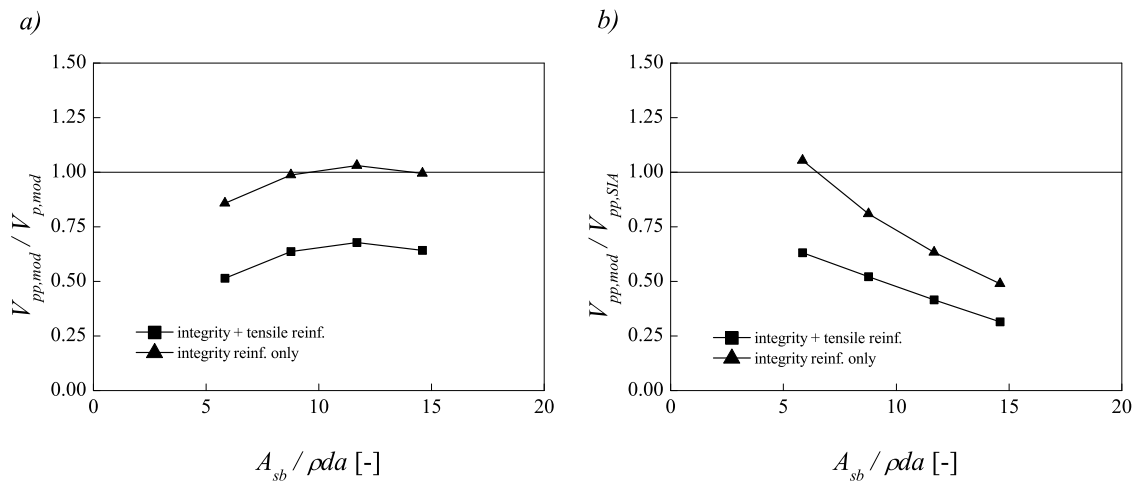 a)
1.50
1.25
1.00
0.75
0.50
0.25
0.00
V_pp,mod / V_p,mod
integrity + tensile reinf.
integrity reinf. only
0 5 10 15 20
A_sb / ρda [-]
b)
1.50
1.25
1.00
0.75
0.50
0.25
0.00
V_pp,mod / V_pp,SIA
integrity + tensile reinf.
integrity reinf. only
0 5 10 15 20
A_sb / ρda [-]